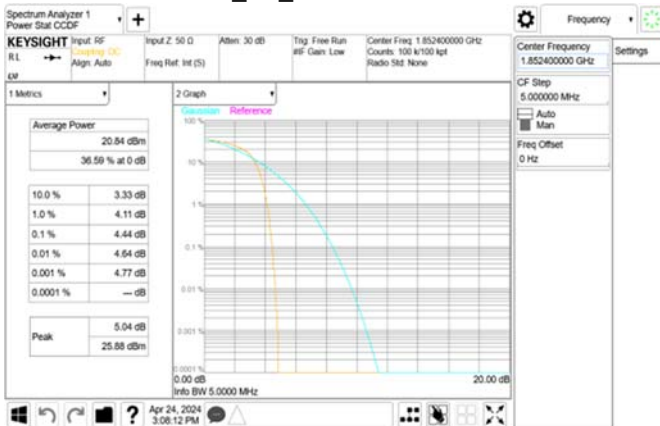 Spectrum Analyzer 1
Power Stat CCDF
Frequency
KEYSIGHT
RL
Input: RF
Coupling: DC
Align: Auto
Input Z: 50 Ω
Freq Ref: Int (S)
Atten: 30 dB
Trig: Free Run
#IF Gain: Low
Center Freq: 1.852400000 GHz
Counts: 100 k/100 kpt
Radio Std: None
Center Frequency
1.852400000 GHz
Settings
CF Step
5.000000 MHz
Auto
Man
Freq Offset
0 Hz
1 Metrics
Average Power
20.84 dBm
36.59 % at 0 dB
10.0 % 3.33 dB
1.0 % 4.11 dB
0.1 % 4.44 dB
0.01 % 4.64 dB
0.001 % 4.77 dB
0.0001 % --- dB
Peak 5.04 dB
25.88 dBm
2 Graph
Gaussian Reference
100 %
10 %
1 %
0.1 %
0.01 %
0.001 %
0.0001 %
0.00 dB 20.00 dB
Info BW 5.0000 MHz
Apr 24, 2024
3:08:12 PM